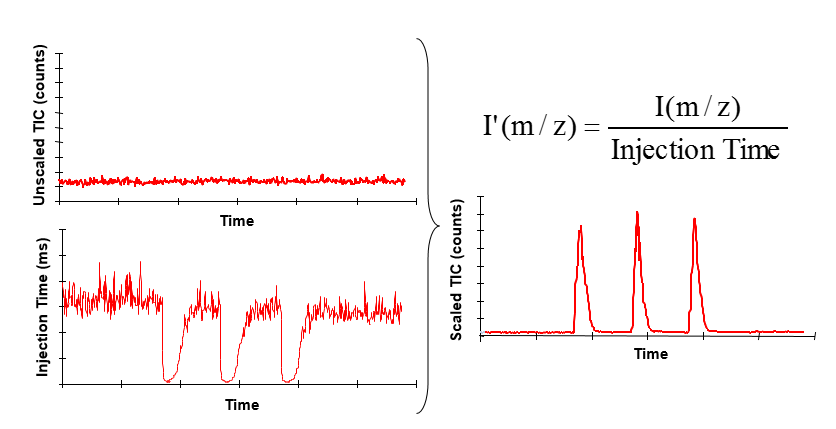 Unscaled TIC (counts)
Time
Injection Time (ms)
Time
I'(m/z) = I(m/z)
Injection Time
Scaled TIC (counts)
Time